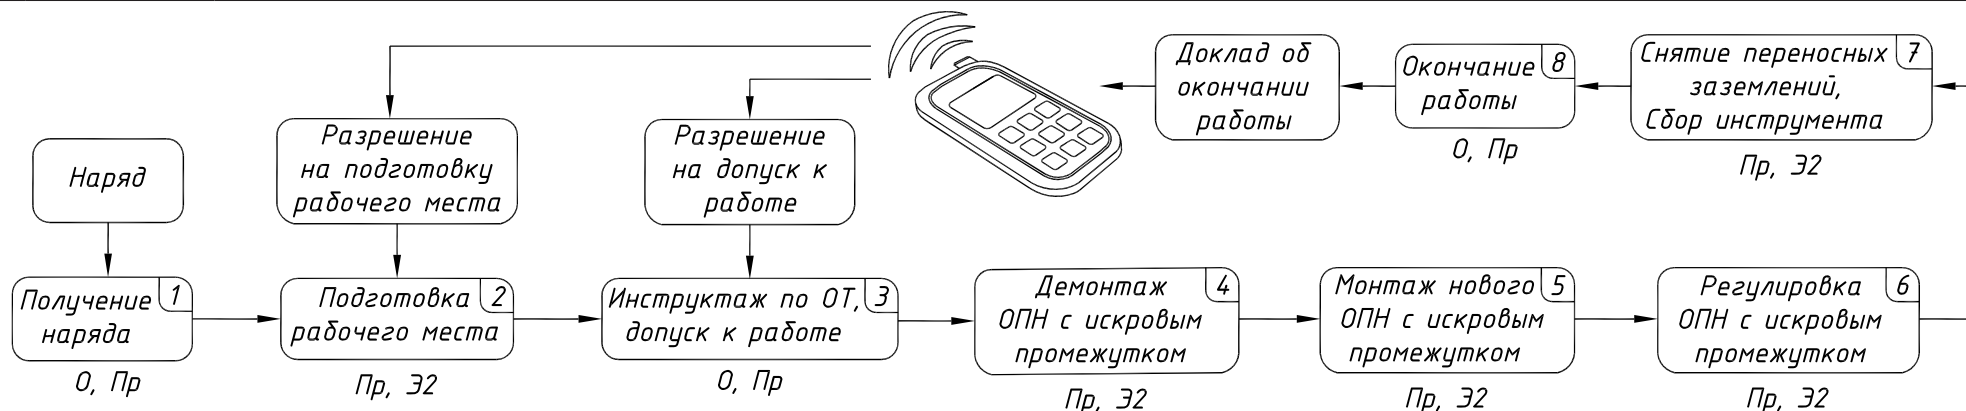 Наряд
Получение
наряда
1
О, Пр
Разрешение
на подготовку
рабочего места
Подготовка
рабочего места
2
Пр, Э2
Разрешение
на допуск к
работе
Инструктаж по ОТ,
допуск к работе
3
О, Пр
Демонтаж
ОПН с искровым
промежутком
4
Пр, Э2
Монтаж нового
ОПН с искровым
промежутком
5
Пр, Э2
Регулировка
ОПН с искровым
промежутком
6
Пр, Э2
Снятие переносных
заземлений,
Сбор инструмента
7
Пр, Э2
Окончание
работы
8
О, Пр
Доклад об
окончании
работы